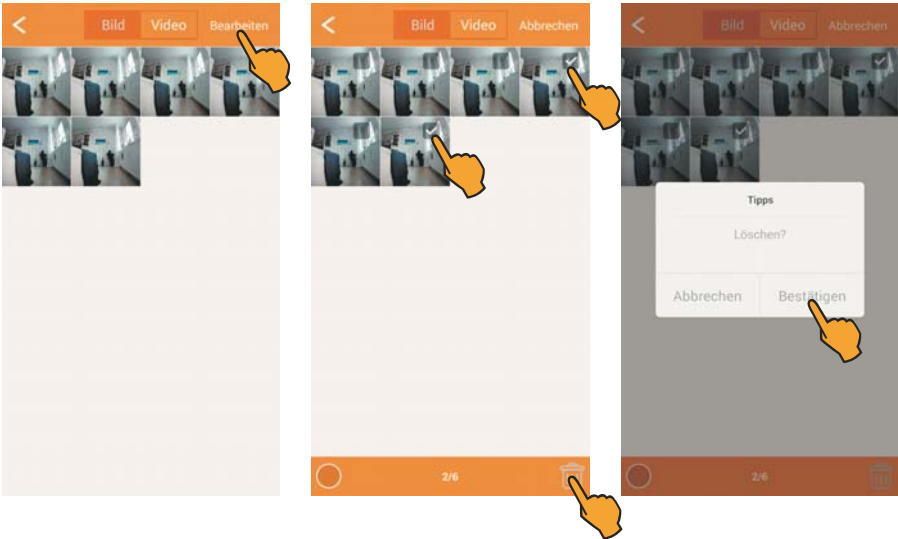 Bild Video Bearbeiten
Bild Video Abbrechen
2/6
Bild Video Abbrechen
Tipps
Löschen?
Abbrechen Bestätigen
2/6